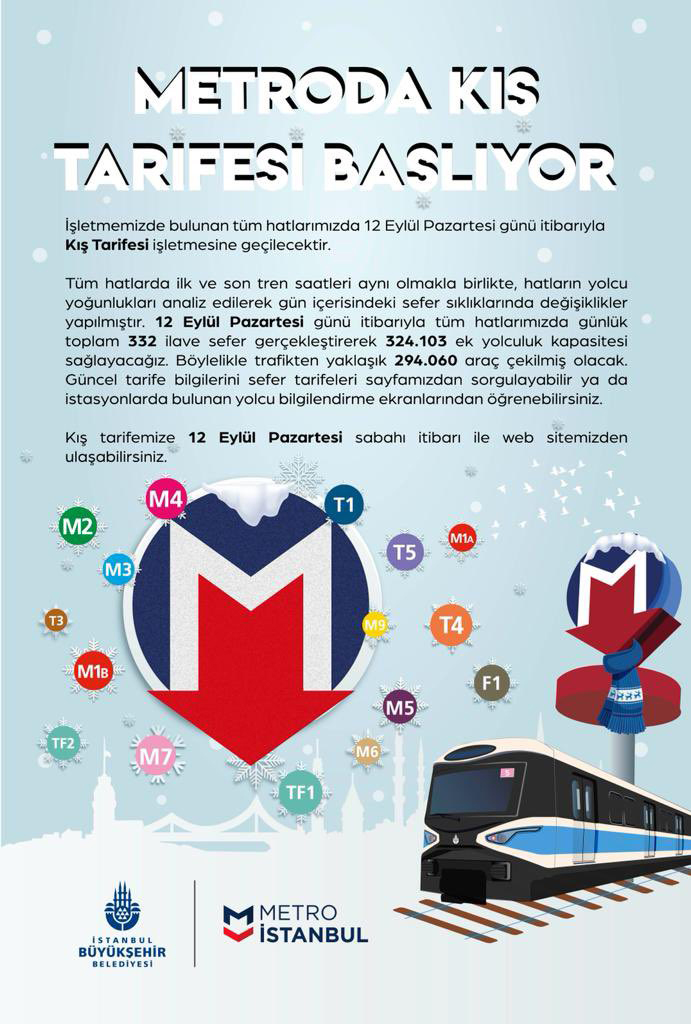 METRODA KIŞ
TARİFESİ BAŞLIYOR
İşletmemizde bulunan tüm hatlarımızda 12 Eylül Pazartesi günü itibarıyla
Kış Tarifesi işletmesine geçilecektir.
Tüm hatlarda ilk ve son tren saatleri aynı olmakla birlikte, hatların yolcu
yoğunlukları analiz edilerek gün içerisindeki sefer sıklıklarında değişiklikler
yapılmıştır. 12 Eylül Pazartesi günü itibarıyla tüm hatlarımızda günlük
toplam 332 ilave sefer gerçekleştirerek 324.103 ek yolculuk kapasitesi
sağlayacağız. Böylelikle trafikten yaklaşık 294.060 araç çekilmiş olacak.
Güncel tarife bilgilerini sefer tarifeleri sayfamızdan sorgulayabilir ya da
istasyonlarda bulunan yolcu bilgilendirme ekranlarından öğrenebilirsiniz.
Kış tarifemize 12 Eylül Pazartesi sabahı itibarı ile web sitemizden
ulaşabilirsiniz.
M4
T1
M2
M1A
T5
M3
T3
M9
T4
M1B
F1
M5
TF2
M7
M6
TF1
M
M
5
İSTANBUL
BÜYÜKŞEHİR
BELEDİYESİ
METRO
İSTANBUL